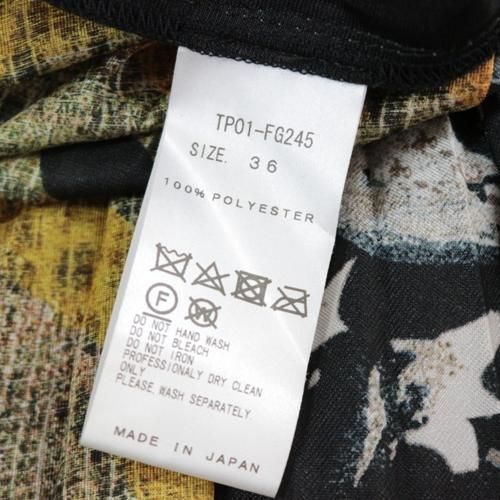 TP01-FG245
SIZE. 36
100% POLYESTER
F W
DO NOT HAND WASH
DO NOT BLEACH
DO NOT IRON
PROFESSIONALY DRY CLEAN
ONLY
PLEASE WASH SEPARATELY.
MADE IN JAPAN